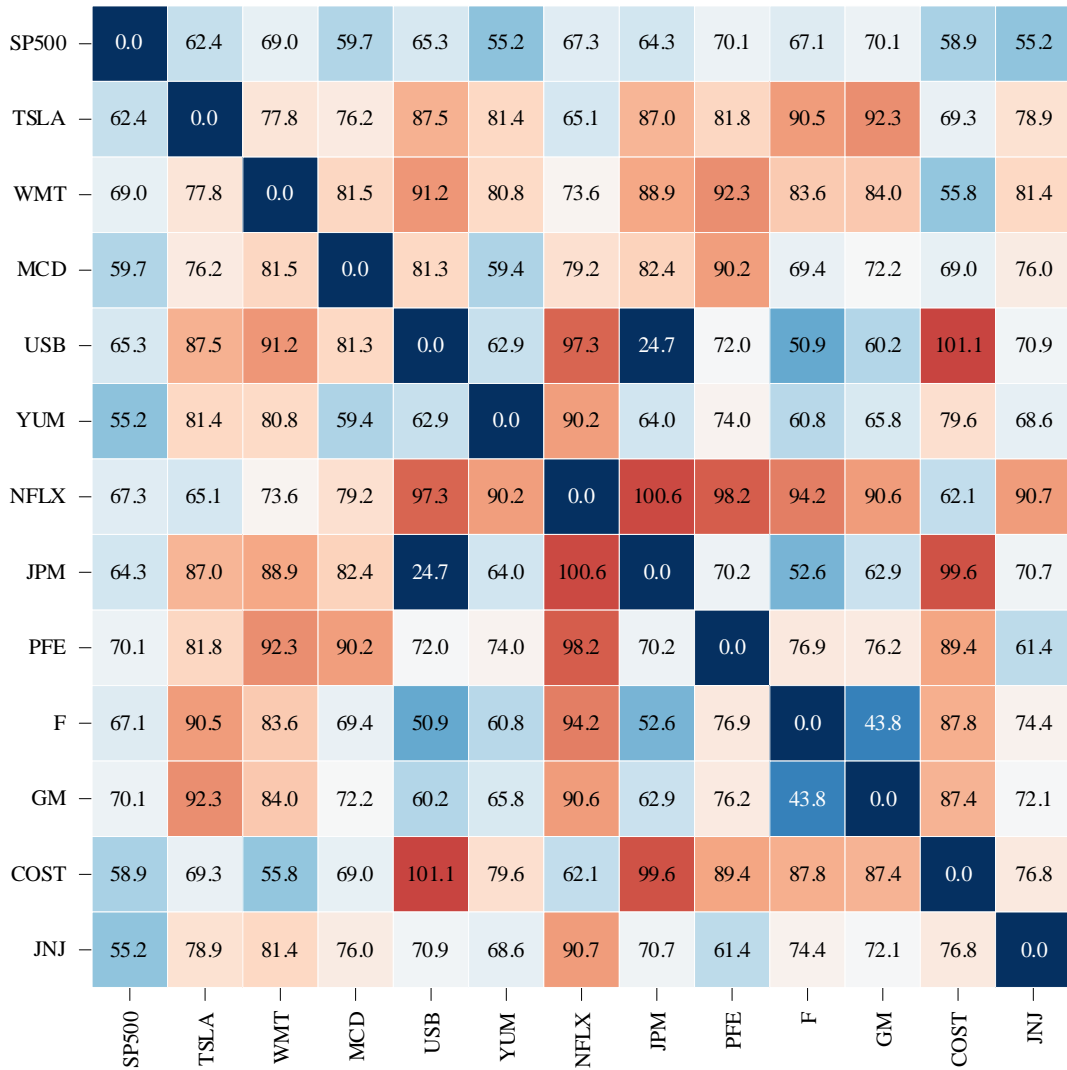 SP500 0.0 62.4 69.0 59.7 65.3 55.2 67.3 64.3 70.1 67.1 70.1 58.9 55.2
TSLA 62.4 0.0 77.8 76.2 87.5 81.4 65.1 87.0 81.8 90.5 92.3 69.3 78.9
WMT 69.0 77.8 0.0 81.5 91.2 80.8 73.6 88.9 92.3 83.6 84.0 55.8 81.4
MCD 59.7 76.2 81.5 0.0 81.3 59.4 79.2 82.4 90.2 69.4 72.2 69.0 76.0
USB 65.3 87.5 91.2 81.3 0.0 62.9 97.3 24.7 72.0 50.9 60.2 101.1 70.9
YUM 55.2 81.4 80.8 59.4 62.9 0.0 90.2 64.0 74.0 60.8 65.8 79.6 68.6
NFLX 67.3 65.1 73.6 79.2 97.3 90.2 0.0 100.6 98.2 94.2 90.6 62.1 90.7
JPM 64.3 87.0 88.9 82.4 24.7 64.0 100.6 0.0 70.2 52.6 62.9 99.6 70.7
PFE 70.1 81.8 92.3 90.2 72.0 74.0 98.2 70.2 0.0 76.9 76.2 89.4 61.4
F 67.1 90.5 83.6 69.4 50.9 60.8 94.2 52.6 76.9 0.0 43.8 87.8 74.4
GM 70.1 92.3 84.0 72.2 60.2 65.8 90.6 62.9 76.2 43.8 0.0 87.4 72.1
COST 58.9 69.3 55.8 69.0 101.1 79.6 62.1 99.6 89.4 87.8 87.4 0.0 76.8
JNJ 55.2 78.9 81.4 76.0 70.9 68.6 90.7 70.7 61.4 74.4 72.1 76.8 0.0
SP500 TSLA WMT MCD USB YUM NFLX JPM PFE F GM COST JNJ